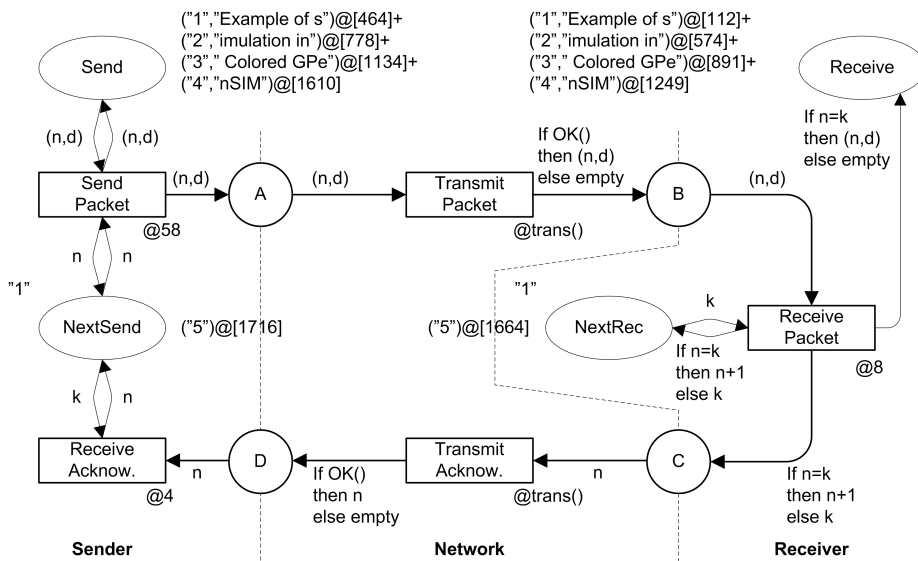 ("1","Example of s")@[464]+
("2","imulation in")@[778]+
("3"," Colored GPe")@[1134]+
("4","nSIM")@[1610]
("1","Example of s")@[112]+
("2","imulation in")@[574]+
("3"," Colored GPe")@[891]+
("4","nSIM")@[1249]
Send
Receive
(n,d)
(n,d)
If n=k
then (n,d)
else empty
If OK()
then (n,d)
else empty
Send
Packet
(n,d)
A
(n,d)
Transmit
Packet
B
(n,d)
@58
@trans()
n
n
"1"
"1"
NextSend
("5")@[1716]
("5")@[1664]
NextRec
k
Receive
Packet
@8
If n=k
then n+1
else k
k
n
Receive
Acknow.
n
D
Transmit
Acknow.
n
C
@4
If OK()
then n
else empty
@trans()
If n=k
then n+1
else k
Sender
Network
Receiver